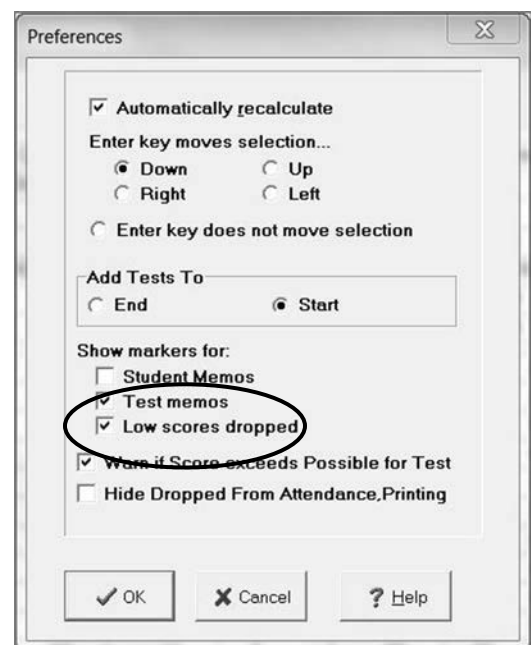 Preferences
Automatically recalculate
Enter key moves selection...
Down Up
Right Left
Enter key does not move selection
Add Tests To
End Start
Show markers for:
Student Memos
Test memos
Low scores dropped
Warn if Score exceeds Possible for Test
Hide Dropped From Attendance,Printing
OK Cancel ? Help